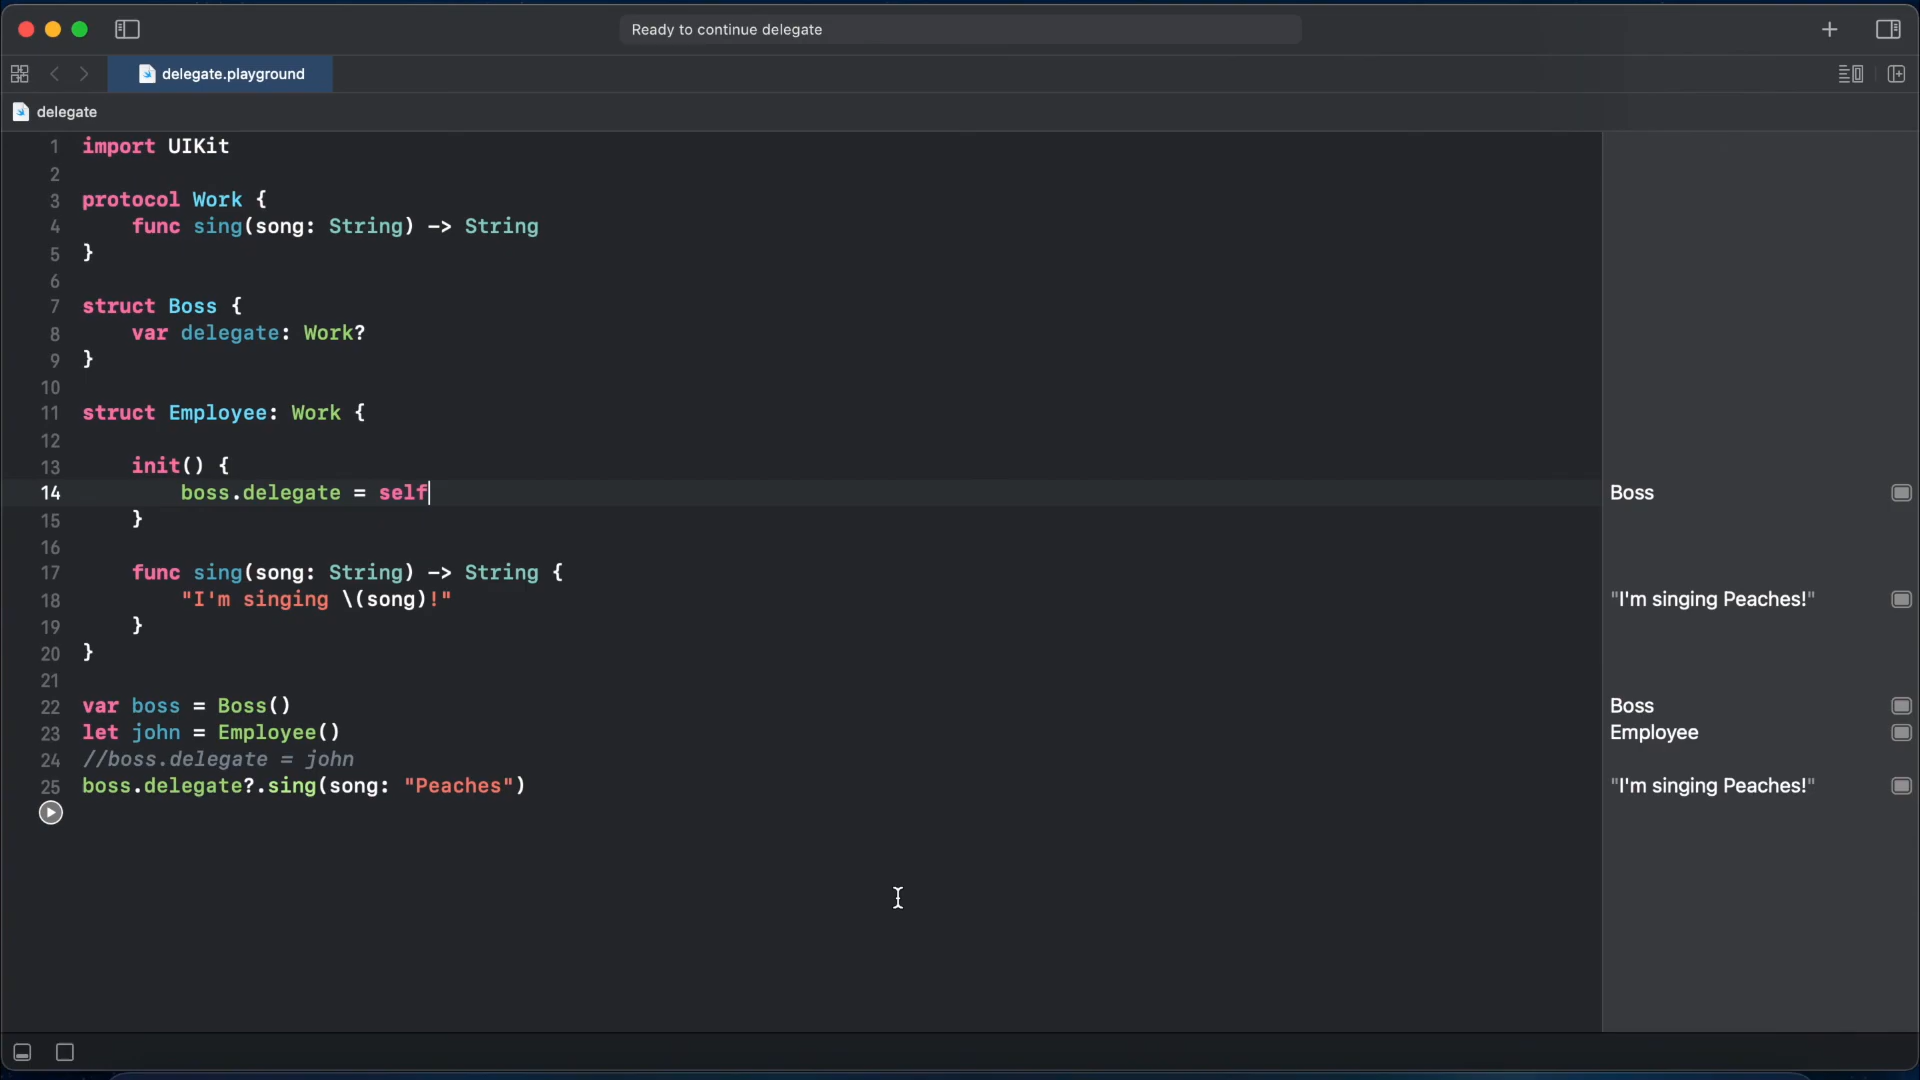 Ready to continue delegate
delegate.playground
delegate
1 import UIKit
2
3 protocol Work {
4 func sing(song: String) -> String
5 }
6
7 struct Boss {
8 var delegate: Work?
9 }
10
11 struct Employee: Work {
12
13 init() {
14 boss.delegate = self
Boss
15 }
16
17 func sing(song: String) -> String {
18 "I'm singing \(song)!"
"I'm singing Peaches!"
19 }
20 }
21
22 var boss = Boss()
Boss
23 let john = Employee()
Employee
24 //boss.delegate = john
25 boss.delegate?.sing(song: "Peaches")
"I'm singing Peaches!"